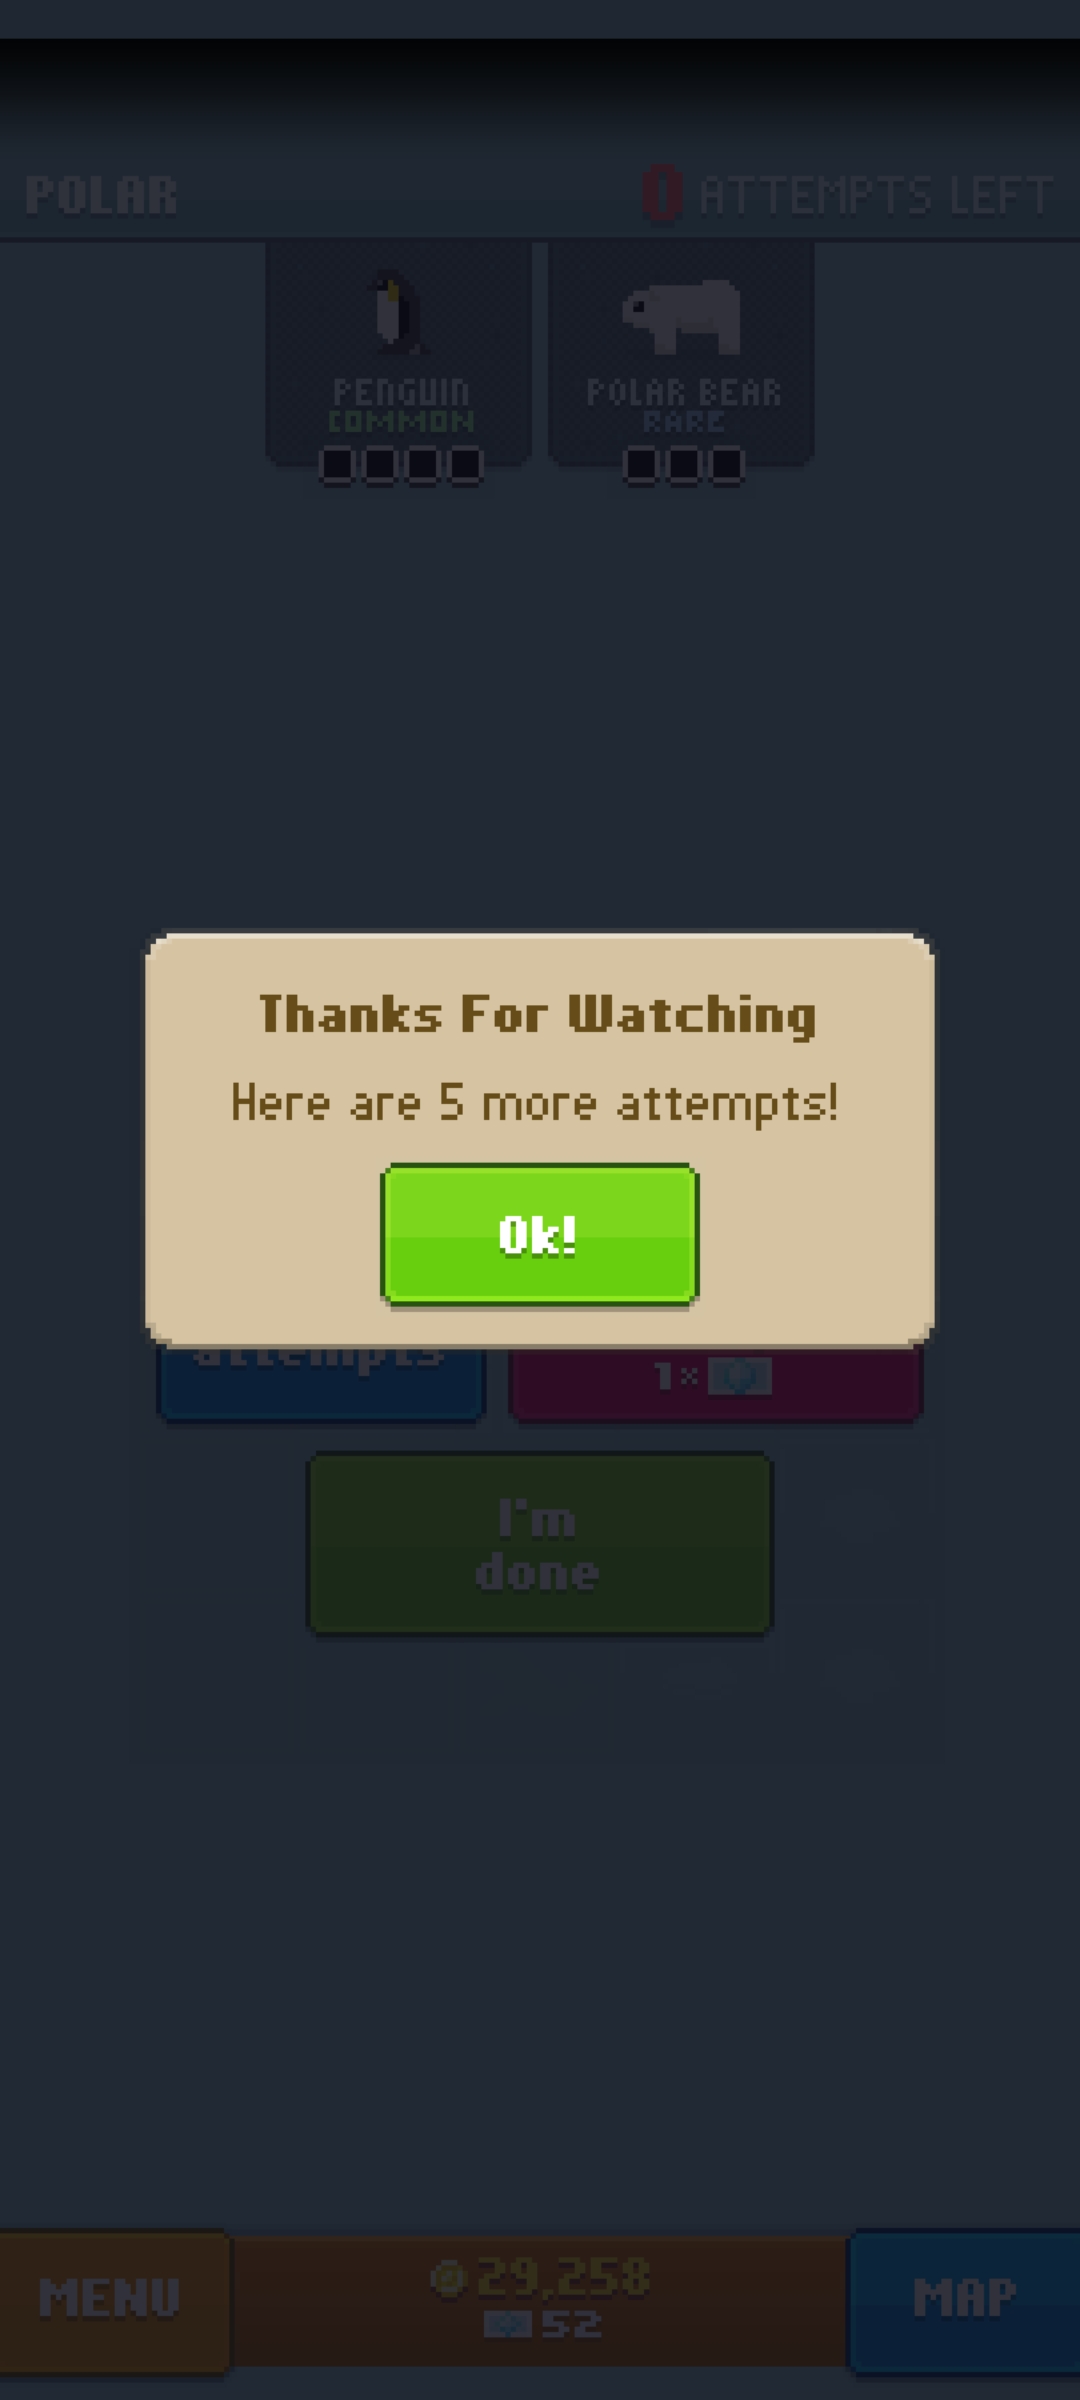 POLAR
0 ATTEMPTS LEFT
PENGUIN
COMMON
POLAR BEAR
RARE
Thanks For Watching
Here are 5 more attempts!
Ok!
attempts
1×
I'm
done
MENU
29,258
52
MAP